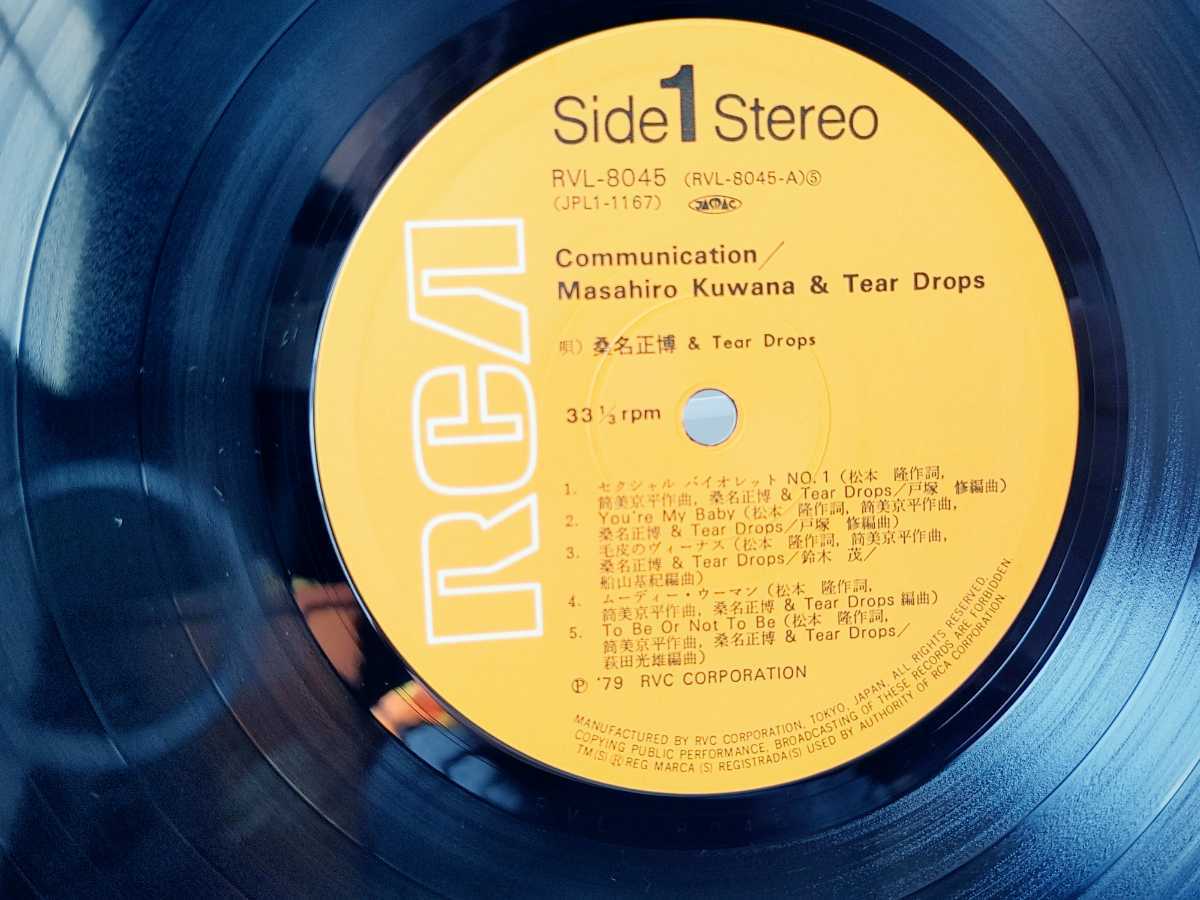 Side 1 Stereo
RVL-8045 (RVL-8045-A)⑤
(JPL1-1167) JAMAC
Communication/
Masahiro Kuwana & Tear Drops
唄) 桑名正博 & Tear Drops
33 1/3 rpm
RCA
1. セクシャル バイオレット NO.1 (松本 隆作詞,
筒美京平作曲, 桑名正博 & Tear Drops/戸塚 修編曲)
2. You're My Baby (松本 隆作詞, 筒美京平作曲,
桑名正博 & Tear Drops/戸塚 修編曲)
3. 毛皮のヴィーナス (松本 隆作詞, 筒美京平作曲,
桑名正博 & Tear Drops/鈴木 茂/
船山基紀編曲)
4. ムーディー・ウーマン (松本 隆作詞,
筒美京平作曲, 桑名正博 & Tear Drops 編曲)
5. To Be Or Not To Be (松本 隆作詞,
筒美京平作曲, 桑名正博 & Tear Drops/
萩田光雄編曲)
Ⓟ '79 RVC CORPORATION
MANUFACTURED BY RVC CORPORATION, TOKYO, JAPAN, ALL RIGHTS RESERVED,
COPYING PUBLIC PERFORMANCE, BROADCASTING OF THESE RECORDS ARE FORBIDDEN.
TM(S) ® REG MARCA (S) REGISTRADA(S) USED BY AUTHORITY OF RCA CORPORATION.